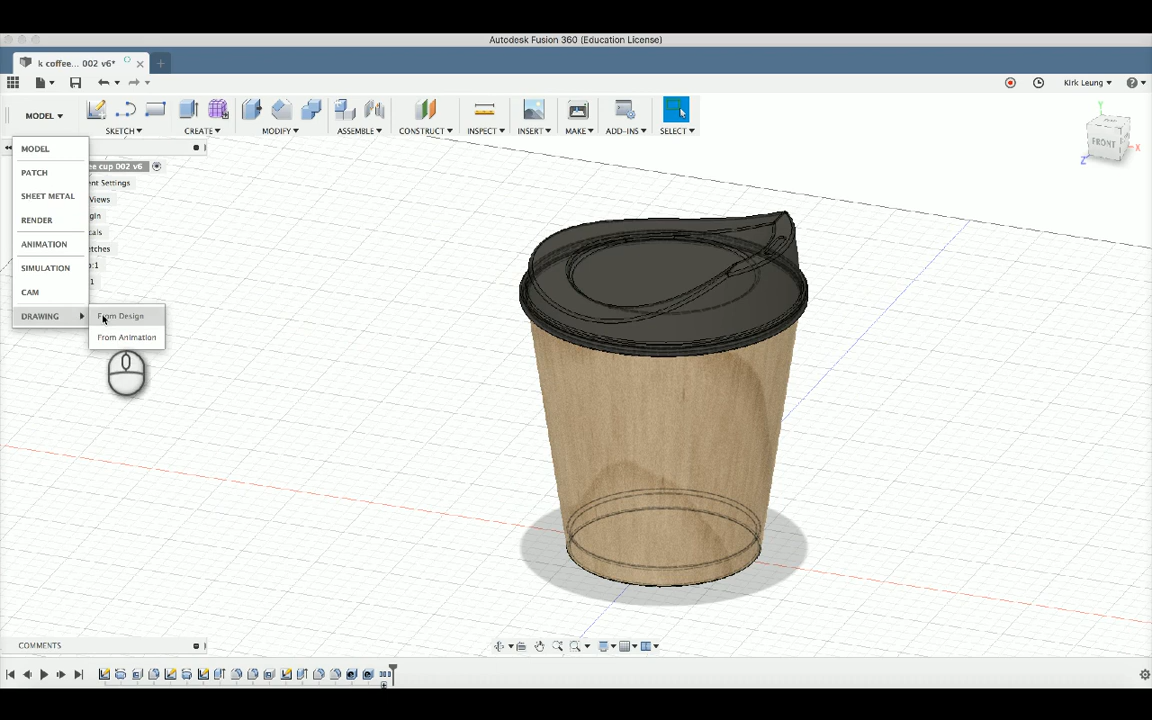 Autodesk Fusion 360 (Education License)
k coffee... 002 v6*
Kirk Leung
MODEL
SKETCH
CREATE
MODIFY
ASSEMBLE
CONSTRUCT
INSPECT
INSERT
MAKE
ADD-INS
SELECT
MODEL
PATCH
SHEET METAL
RENDER
ANIMATION
SIMULATION
CAM
DRAWING
From Design
From Animation
ee cup 002 v6
ent Settings
Views
gin
cals
etches
:1
1
FRONT
X
Y
Z
COMMENTS